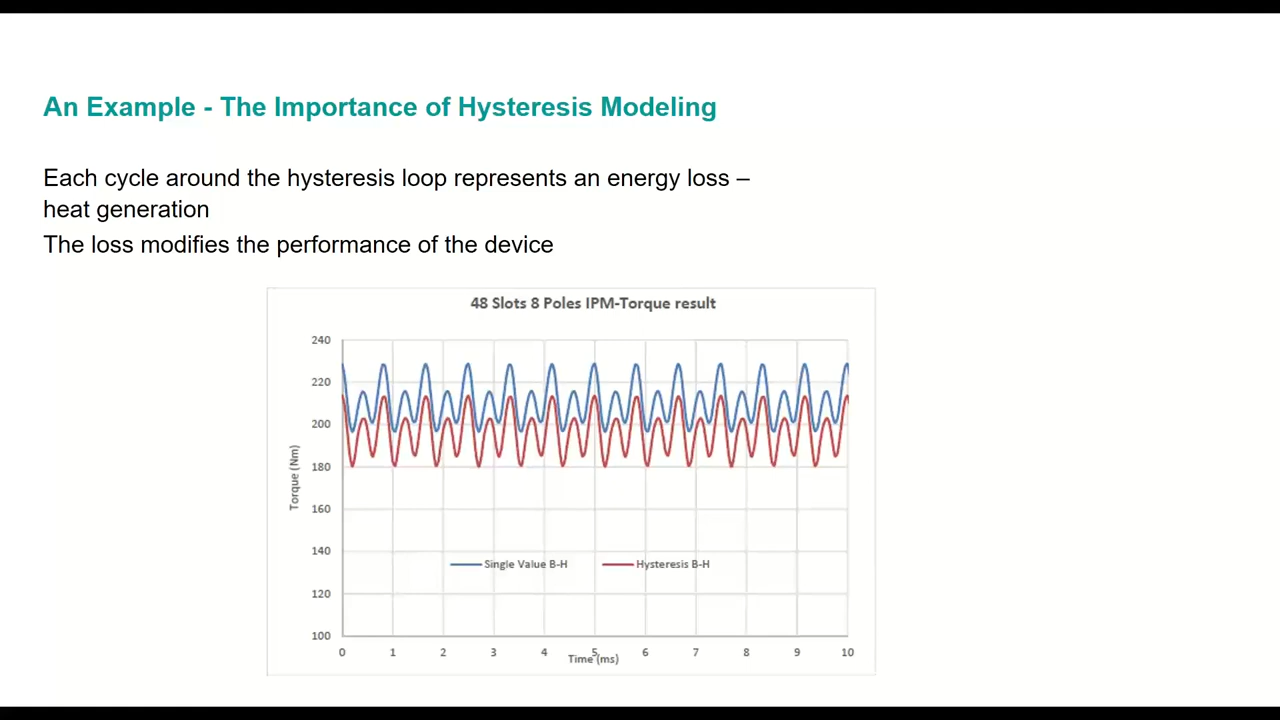 An Example - The Importance of Hysteresis Modeling
Each cycle around the hysteresis loop represents an energy loss –
heat generation
The loss modifies the performance of the device
48 Slots 8 Poles IPM-Torque result
240
220
200
180
160
140
120
100
Torque (Nm)
Single Value B-H
Hysteresis B-H
0 1 2 3 4 5 6 7 8 9 10
Time (ms)